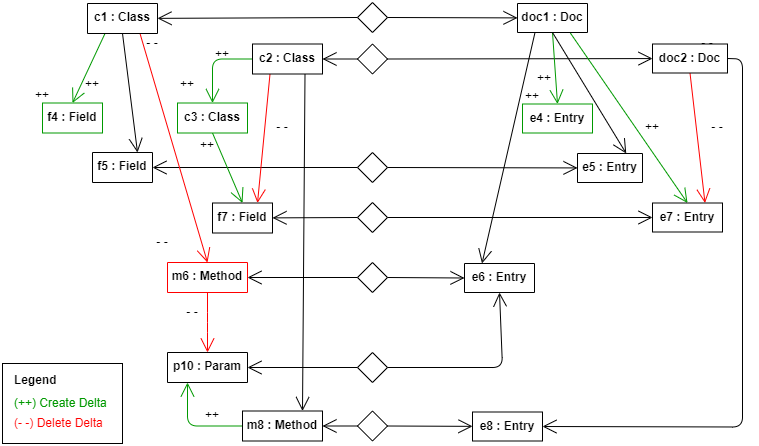 c1 : Class
doc1 : Doc
- -
++
c2 : Class
- -
doc2 : Doc
++
++
++
++
++
f4 : Field
c3 : Class
- -
e4 : Entry
++
- -
++
f5 : Field
e5 : Entry
f7 : Field
e7 : Entry
- -
m6 : Method
e6 : Entry
- -
p10 : Param
Legend
(++) Create Delta
(- -) Delete Delta
++
m8 : Method
e8 : Entry